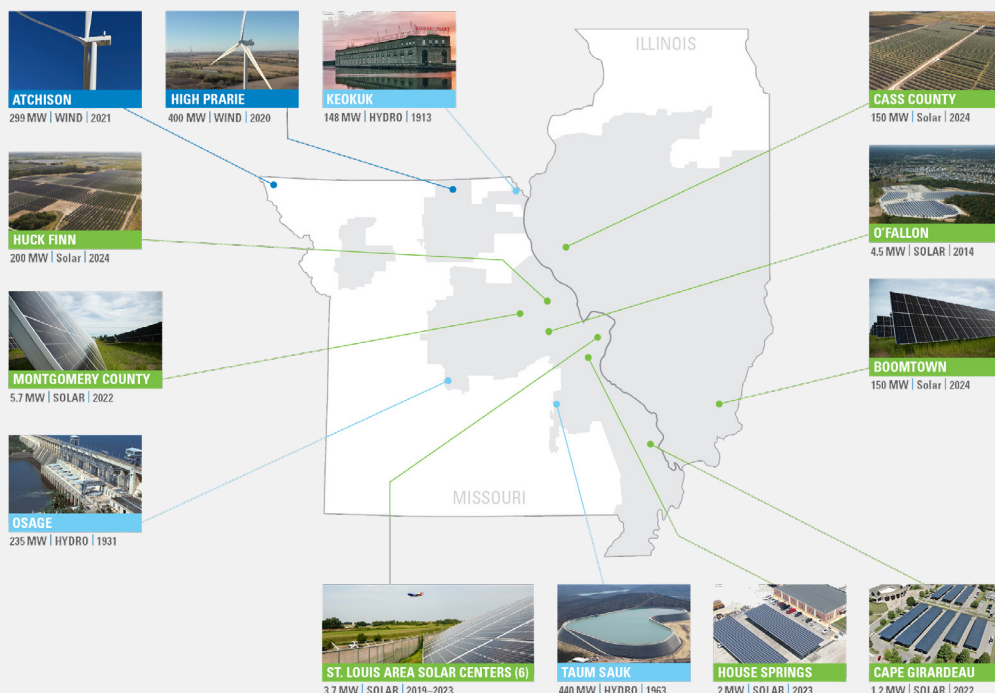 ATCHISON
299 MW | WIND | 2021
HIGH PRARIE
400 MW | WIND | 2020
KEOKUK
148 MW | HYDRO | 1913
ILLINOIS
CASS COUNTY
150 MW | Solar | 2024
HUCK FINN
200 MW | Solar | 2024
O'FALLON
4.5 MW | SOLAR | 2014
MONTGOMERY COUNTY
5.7 MW | SOLAR | 2022
BOOMTOWN
150 MW | Solar | 2024
OSAGE
235 MW | HYDRO | 1931
MISSOURI
ST. LOUIS AREA SOLAR CENTERS (6)
3.7 MW | SOLAR | 2019–2023
TAUM SAUK
440 MW | HYDRO | 1963
HOUSE SPRINGS
2 MW | SOLAR | 2023
CAPE GIRARDEAU
1.2 MW | SOLAR | 2022